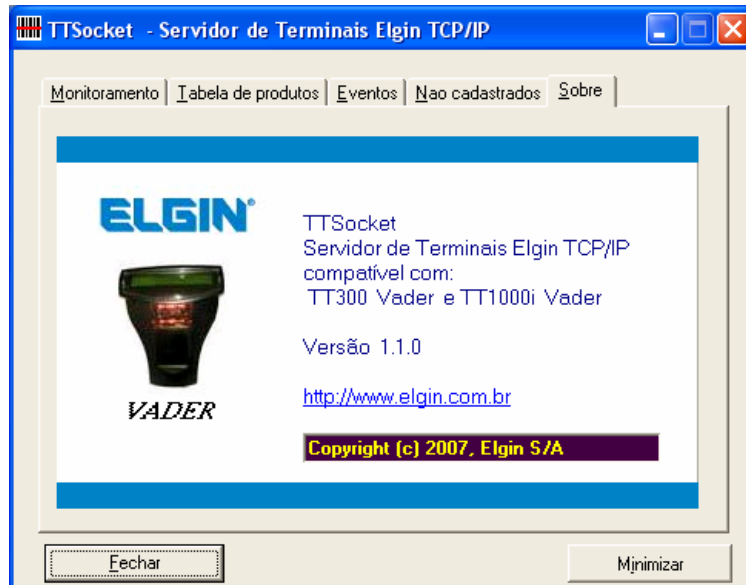 TTSocket - Servidor de Terminais Elgin TCP/IP
Monitoramento Tabela de produtos Eventos Nao cadastrados Sobre
ELGIN®
VADER
TTSocket
Servidor de Terminais Elgin TCP/IP
compatível com:
TT300 Vader e TT1000i Vader
Versão 1.1.0
http://www.elgin.com.br
Copyright (c) 2007, Elgin S/A
Fechar Minimizar